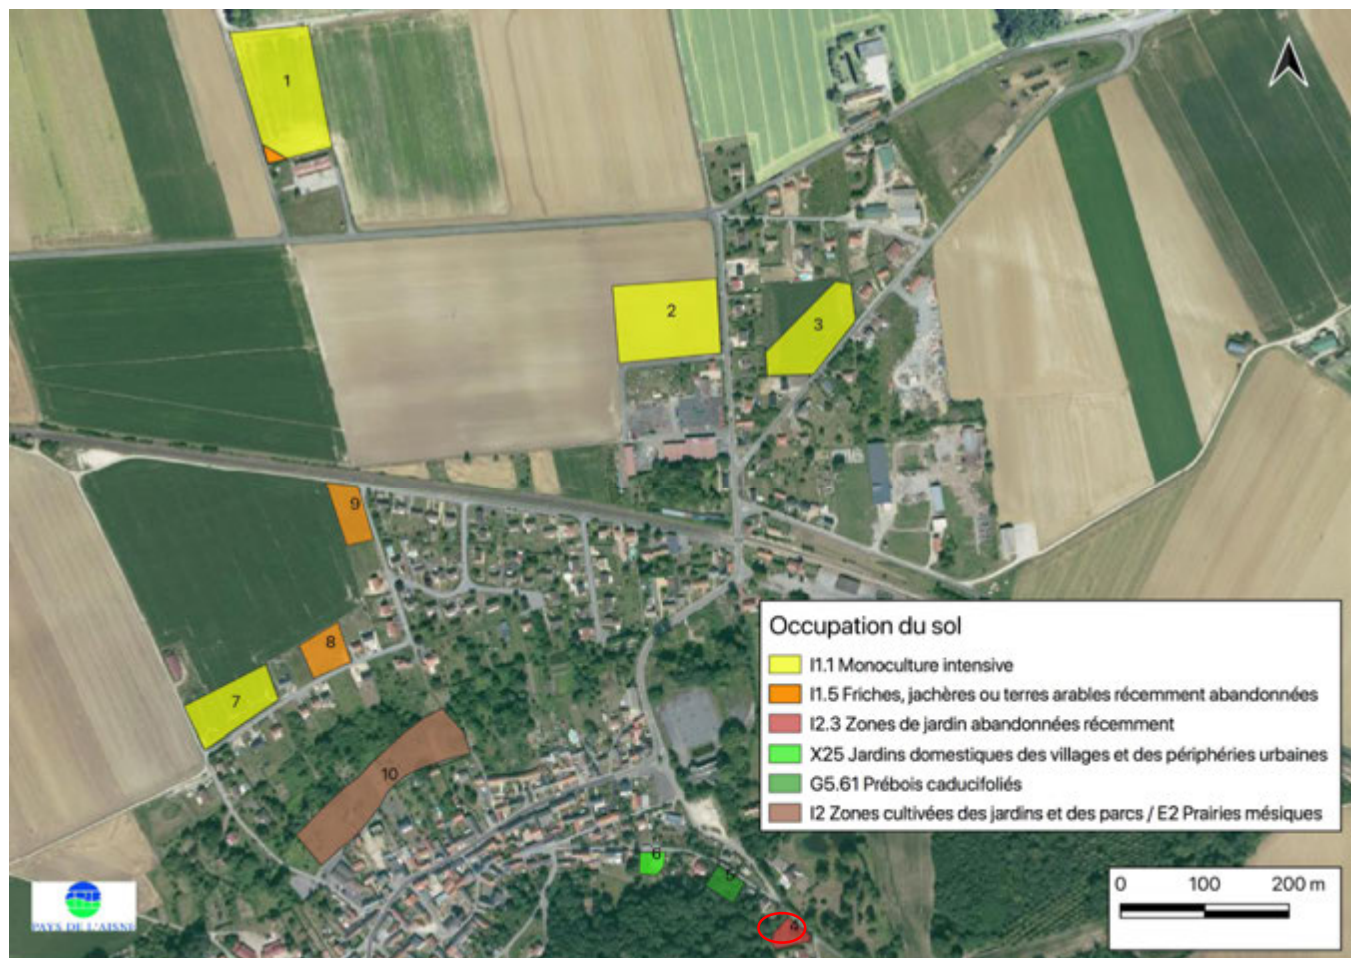 1
2
3
9
8
7
10
6
5
4
Occupation du sol
I1.1 Monoculture intensive
I1.5 Friches, jachères ou terres arables récemment abandonnées
I2.3 Zones de jardin abandonnées récemment
X25 Jardins domestiques des villages et des périphéries urbaines
G5.61 Prébois caducifoliés
I2 Zones cultivées des jardins et des parcs / E2 Prairies mésiques
0 100 200 m
PAYS DE L'AISNE